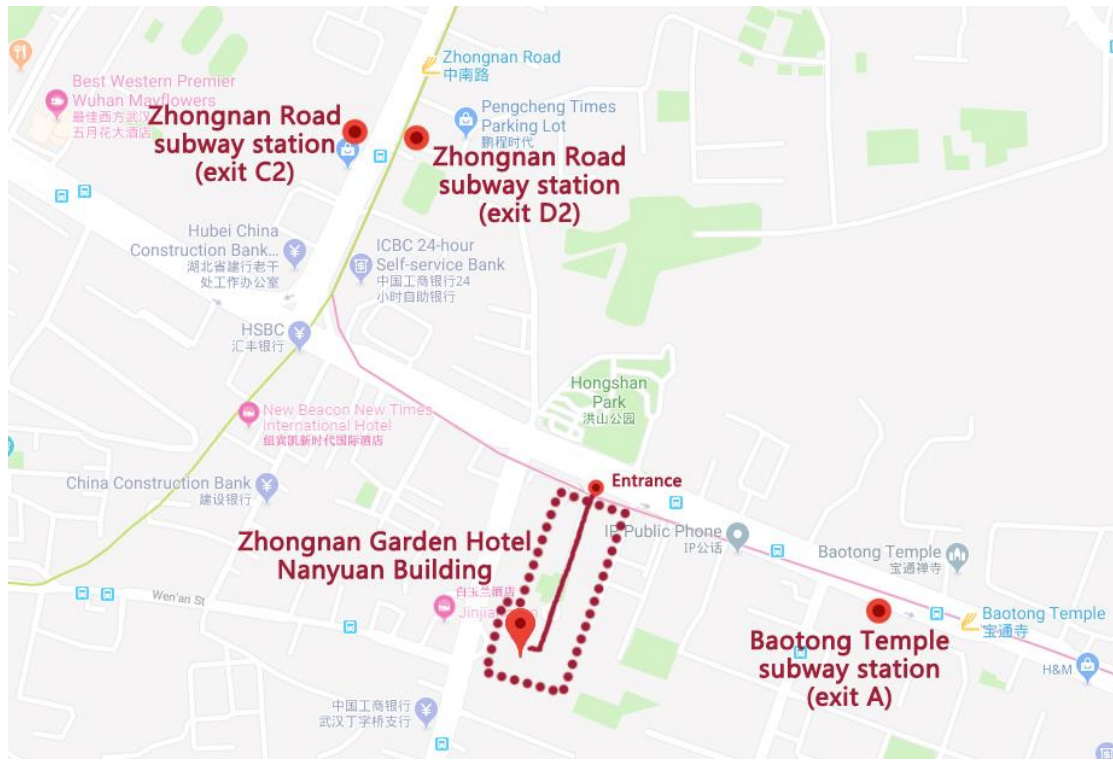 Zhongnan Road
中南路
Best Western Premier
Wuhan Mayflowers
最佳西方武汉
五月花大酒店
Zhongnan Road
subway station
(exit C2)
Pengcheng Times
Parking Lot
鹏程时代
Zhongnan Road
subway station
(exit D2)
Hubei China
Construction Bank...
湖北省建行老干
处工作办公室
ICBC 24-hour
Self-service Bank
中国工商银行24
小时自助银行
HSBC
汇丰银行
Hongshan
Park
洪山公园
New Beacon New Times
International Hotel
纽宾凯新时代国际酒店
China Construction Bank
建设银行
Entrance
IP Public Phone
IP公话
Zhongnan Garden Hotel
Nanyuan Building
Baotong Temple
宝通禅寺
白玉兰酒店
Wen'an St
Baotong Temple
宝通寺
Baotong Temple
subway station
(exit A)
H&M
中国工商银行
武汉丁字桥支行